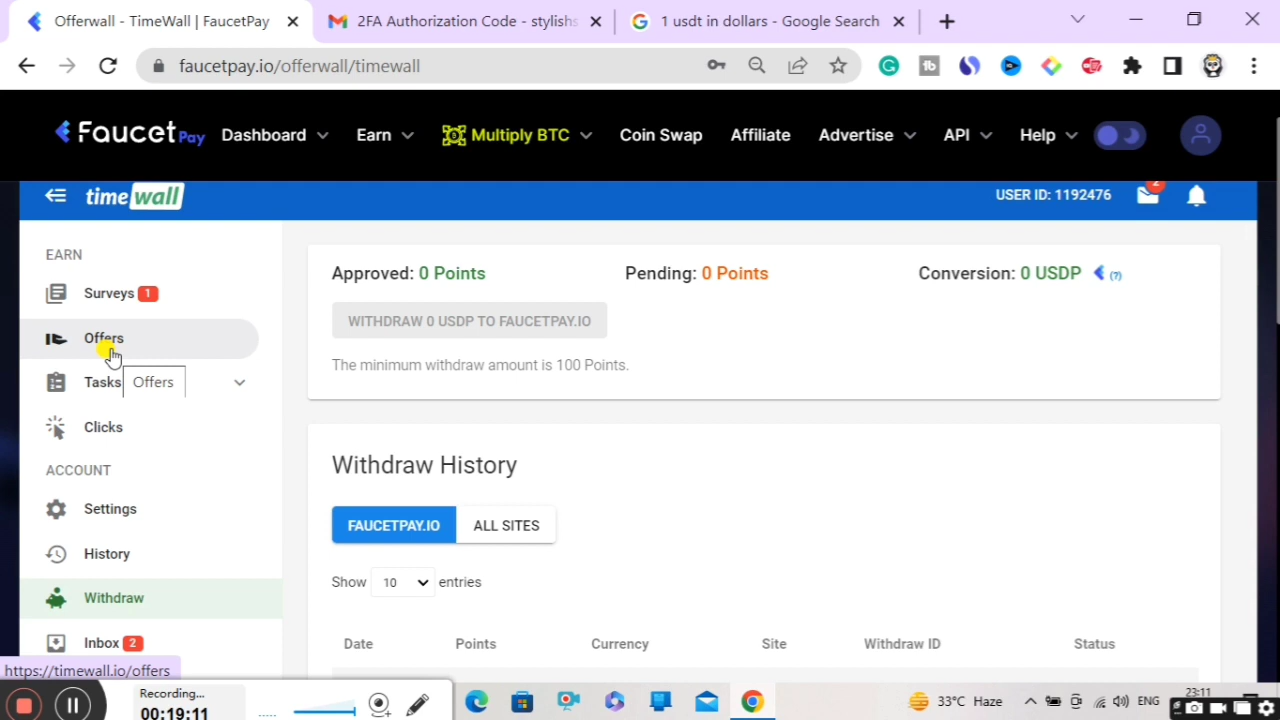 Offerwall - TimeWall | FaucetPay
2FA Authorization Code - stylishs
1 usdt in dollars - Google Search
faucetpay.io/offerwall/timewall
FaucetPay
Dashboard
Earn
Multiply BTC
Coin Swap
Affiliate
Advertise
API
Help
timewall
USER ID: 1192476
2
EARN
Surveys 1
Offers
Tasks
Offers
Clicks
ACCOUNT
Settings
History
Withdraw
Inbox 2
Approved: 0 Points
Pending: 0 Points
Conversion: 0 USDP (?)
WITHDRAW 0 USDP TO FAUCETPAY.IO
The minimum withdraw amount is 100 Points.
Withdraw History
FAUCETPAY.IO
ALL SITES
Show 10 entries
Date Points Currency Site Withdraw ID Status
https://timewall.io/offers
Recording...
00:19:11
33°C Haze
ENG
23:11